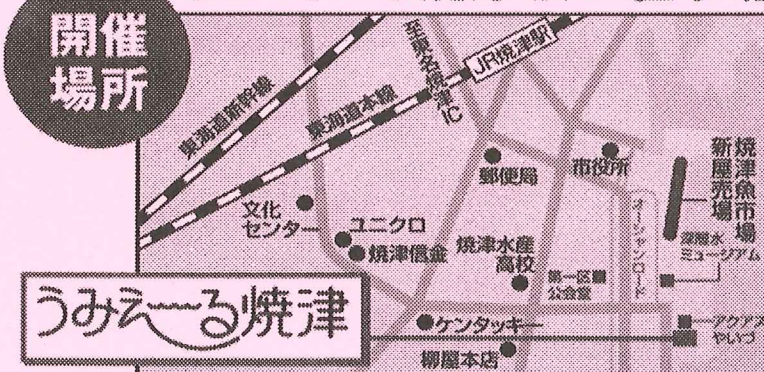 開催
場所
東海道新幹線
東海道本線
至東名焼津IC
JR焼津駅
郵便局
市役所
焼津魚市場
新屋売場
オーシャンロード
深層水
ミュージアム
文化
センター
ユニクロ
焼津信金
焼津水産
高校
第一区
公会堂
うみえ〜る焼津
ケンタッキー
柳屋本店
アクアス
やいづ